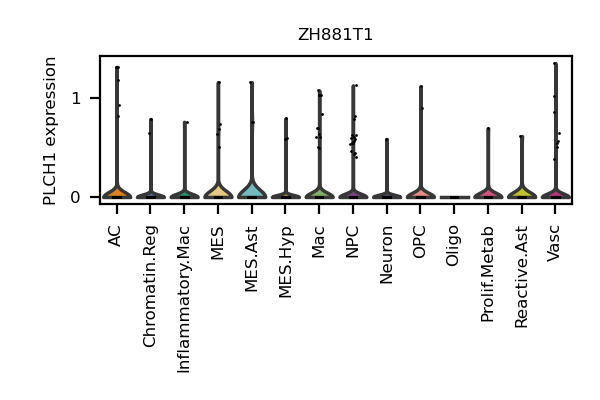 ZH881T1
PLCH1 expression
1
0
AC
Chromatin.Reg
Inflammatory.Mac
MES
MES.Ast
MES.Hyp
Mac
NPC
Neuron
OPC
Oligo
Prolif.Metab
Reactive.Ast
Vasc